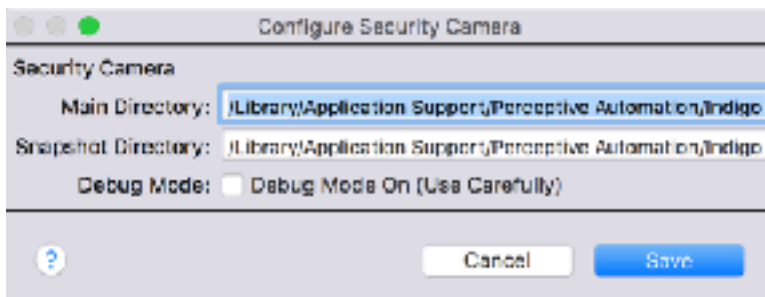 Configure Security Camera
Security Camera
Main Directory: /Library/Application Support/Perceptive Automation/Indigo
Snapshot Directory: /Library/Application Support/Perceptive Automation/Indigo
Debug Mode: Debug Mode On (Use Carefully)
? Cancel Save